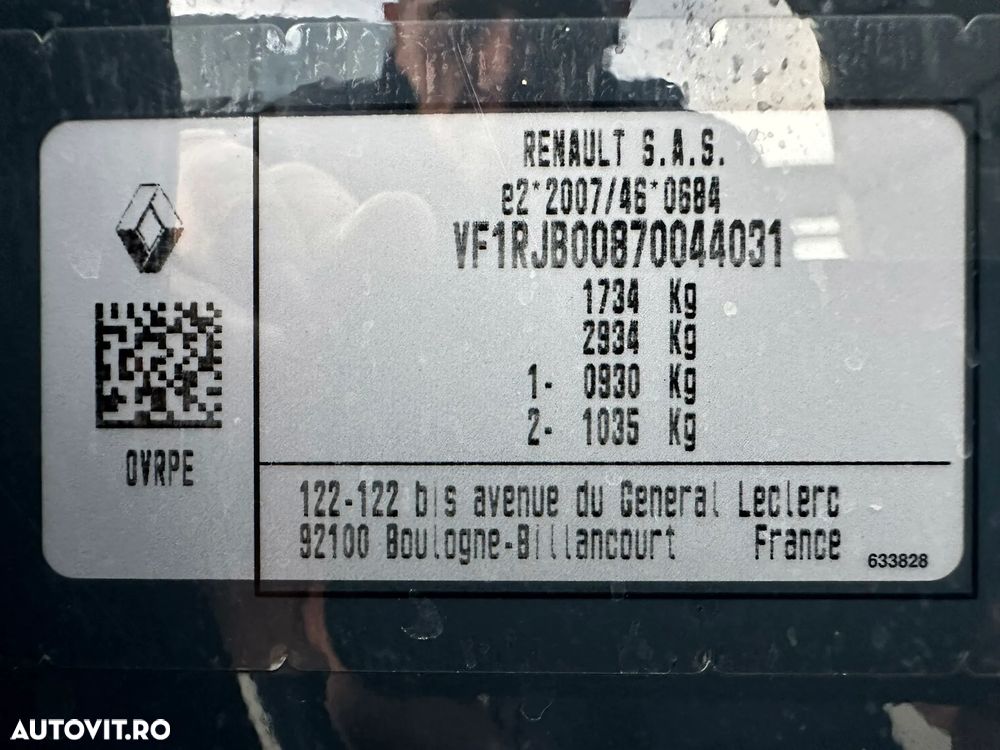 RENAULT S.A.S.
e2*2007/46*0684
VF1RJB00870044031
1734 Kg
2934 Kg
1- 0930 Kg
2- 1035 Kg
OVRPE
122-122 bis avenue du General Leclerc
92100 Boulogne-Billancourt France
633828
AUTOVIT.RO